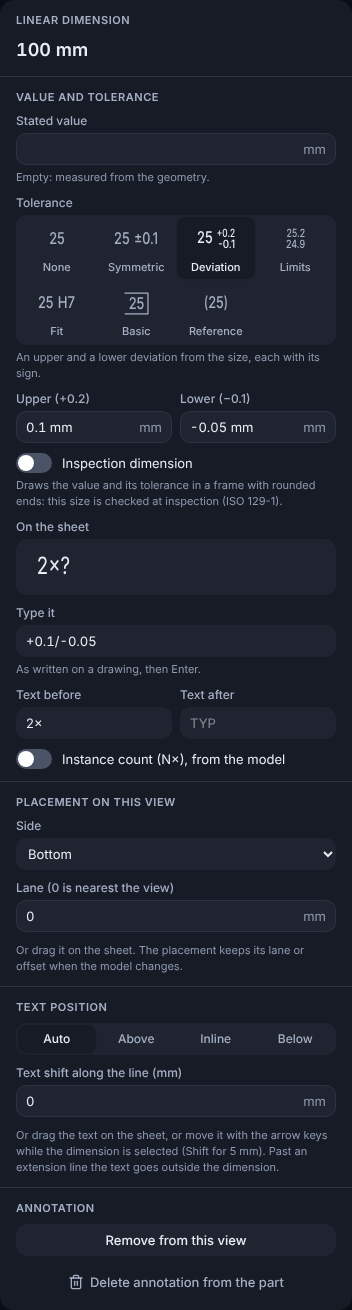 LINEAR DIMENSION
100 mm
VALUE AND TOLERANCE
Stated value
mm
Empty: measured from the geometry.
Tolerance
25 25 ±0.1 25 +0.2 -0.1 25.2 24.9
None Symmetric Deviation Limits
25 H7 25 (25)
Fit Basic Reference
An upper and a lower deviation from the size, each with its
sign.
Upper (+0.2) Lower (−0.1)
0.1 mm mm -0.05 mm mm
Inspection dimension
Draws the value and its tolerance in a frame with rounded
ends: this size is checked at inspection (ISO 129-1).
On the sheet
2×?
Type it
+0.1/-0.05
As written on a drawing, then Enter.
Text before Text after
2× TYP
Instance count (N×), from the model
PLACEMENT ON THIS VIEW
Side
Bottom
Lane (0 is nearest the view)
0 mm
Or drag it on the sheet. The placement keeps its lane or
offset when the model changes.
TEXT POSITION
Auto Above Inline Below
Text shift along the line (mm)
0 mm
Or drag the text on the sheet, or move it with the arrow keys
while the dimension is selected (Shift for 5 mm). Past an
extension line the text goes outside the dimension.
ANNOTATION
Remove from this view
Delete annotation from the part